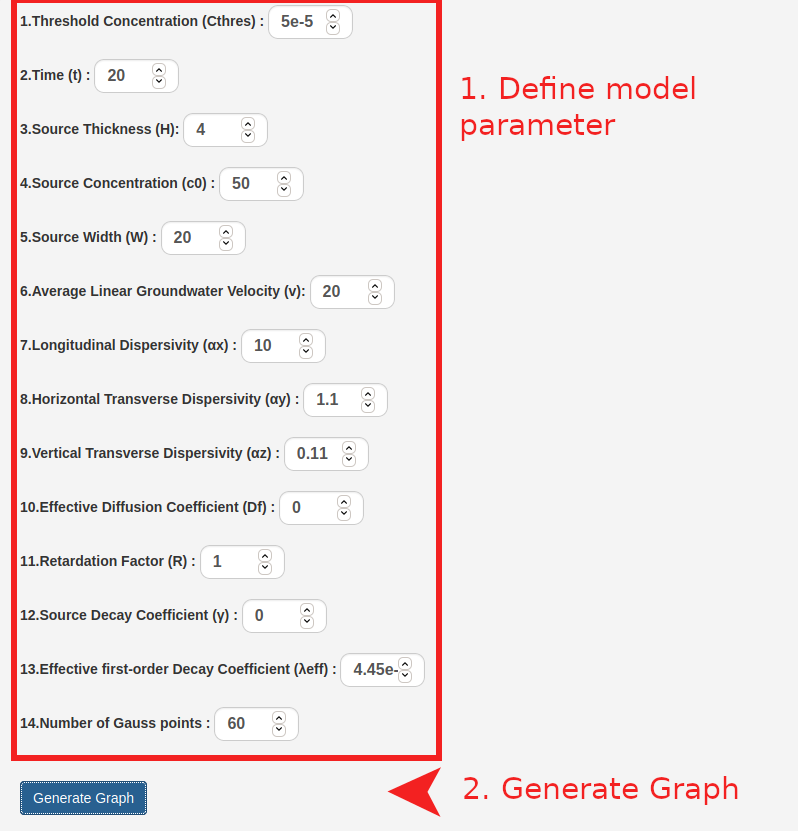 1.Threshold Concentration (Cthres) : 5e-5
2.Time (t) : 20
1. Define model
parameter
3.Source Thickness (H): 4
4.Source Concentration (c0) : 50
5.Source Width (W) : 20
6.Average Linear Groundwater Velocity (v): 20
7.Longitudinal Dispersivity (αx) : 10
8.Horizontal Transverse Dispersivity (αy) : 1.1
9.Vertical Transverse Dispersivity (αz) : 0.11
10.Effective Diffusion Coefficient (Df) : 0
11.Retardation Factor (R) : 1
12.Source Decay Coefficient (γ) : 0
13.Effective first-order Decay Coefficient (λeff) : 4.45e-
14.Number of Gauss points : 60
Generate Graph
2. Generate Graph